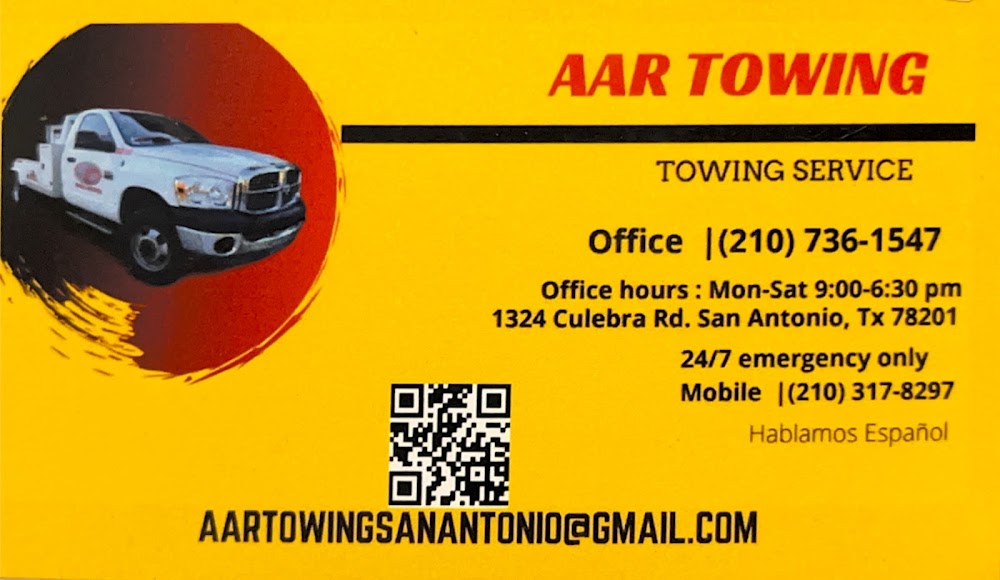 AAR TOWING
TOWING SERVICE
Office |(210) 736-1547
Office hours : Mon-Sat 9:00-6:30 pm
1324 Culebra Rd. San Antonio, Tx 78201
24/7 emergency only
Mobile |(210) 317-8297
Hablamos Español
AARTOWINGSANANTONIO@GMAIL.COM